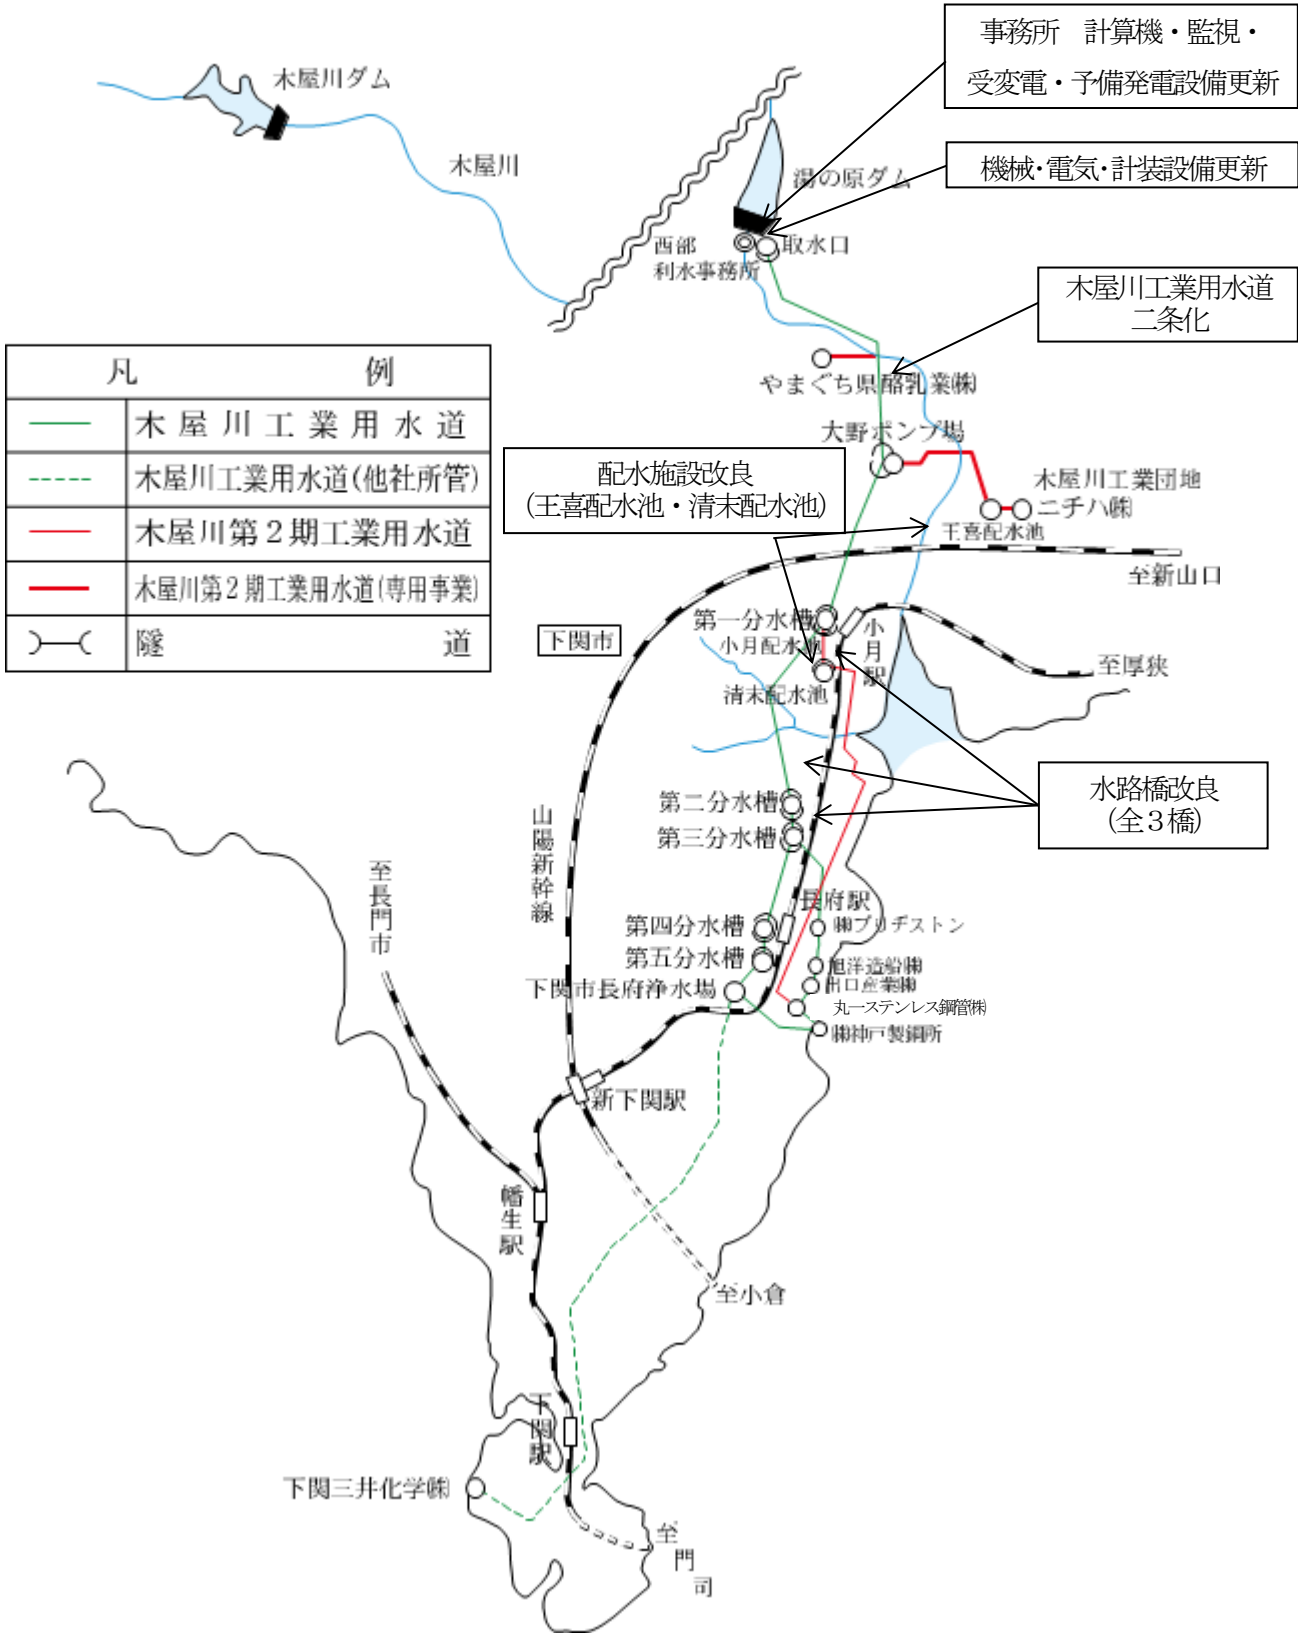 事務所　計算機・監視・
受変電・予備発電設備更新
木屋川ダム
木屋川
機械・電気・計装設備更新
湯の原ダム
西部
利水事務所
取水口
木屋川工業用水道
二条化
凡　例
木屋川工業用水道
木屋川工業用水道(他社所管)
木屋川第２期工業用水道
木屋川第２期工業用水道(専用事業)
隧道
やまぐち県酪乳業㈱
大野ポンプ場
配水施設改良
(王喜配水池・清末配水池)
木屋川工業団地
ニチハ㈱
王喜配水池
至新山口
下関市
第一分水槽
小月配水池
小月駅
清末配水池
至厚狭
水路橋改良
(全３橋)
第二分水槽
第三分水槽
山陽新幹線
至長門市
長府駅
第四分水槽
㈱ブリヂストン
第五分水槽
旭洋造船㈱
下関市長府浄水場
出口産業㈱
丸一ステンレス鋼管㈱
㈱神戸製鋼所
新下関駅
幡生駅
至小倉
下関駅
下関三井化学㈱
至門司